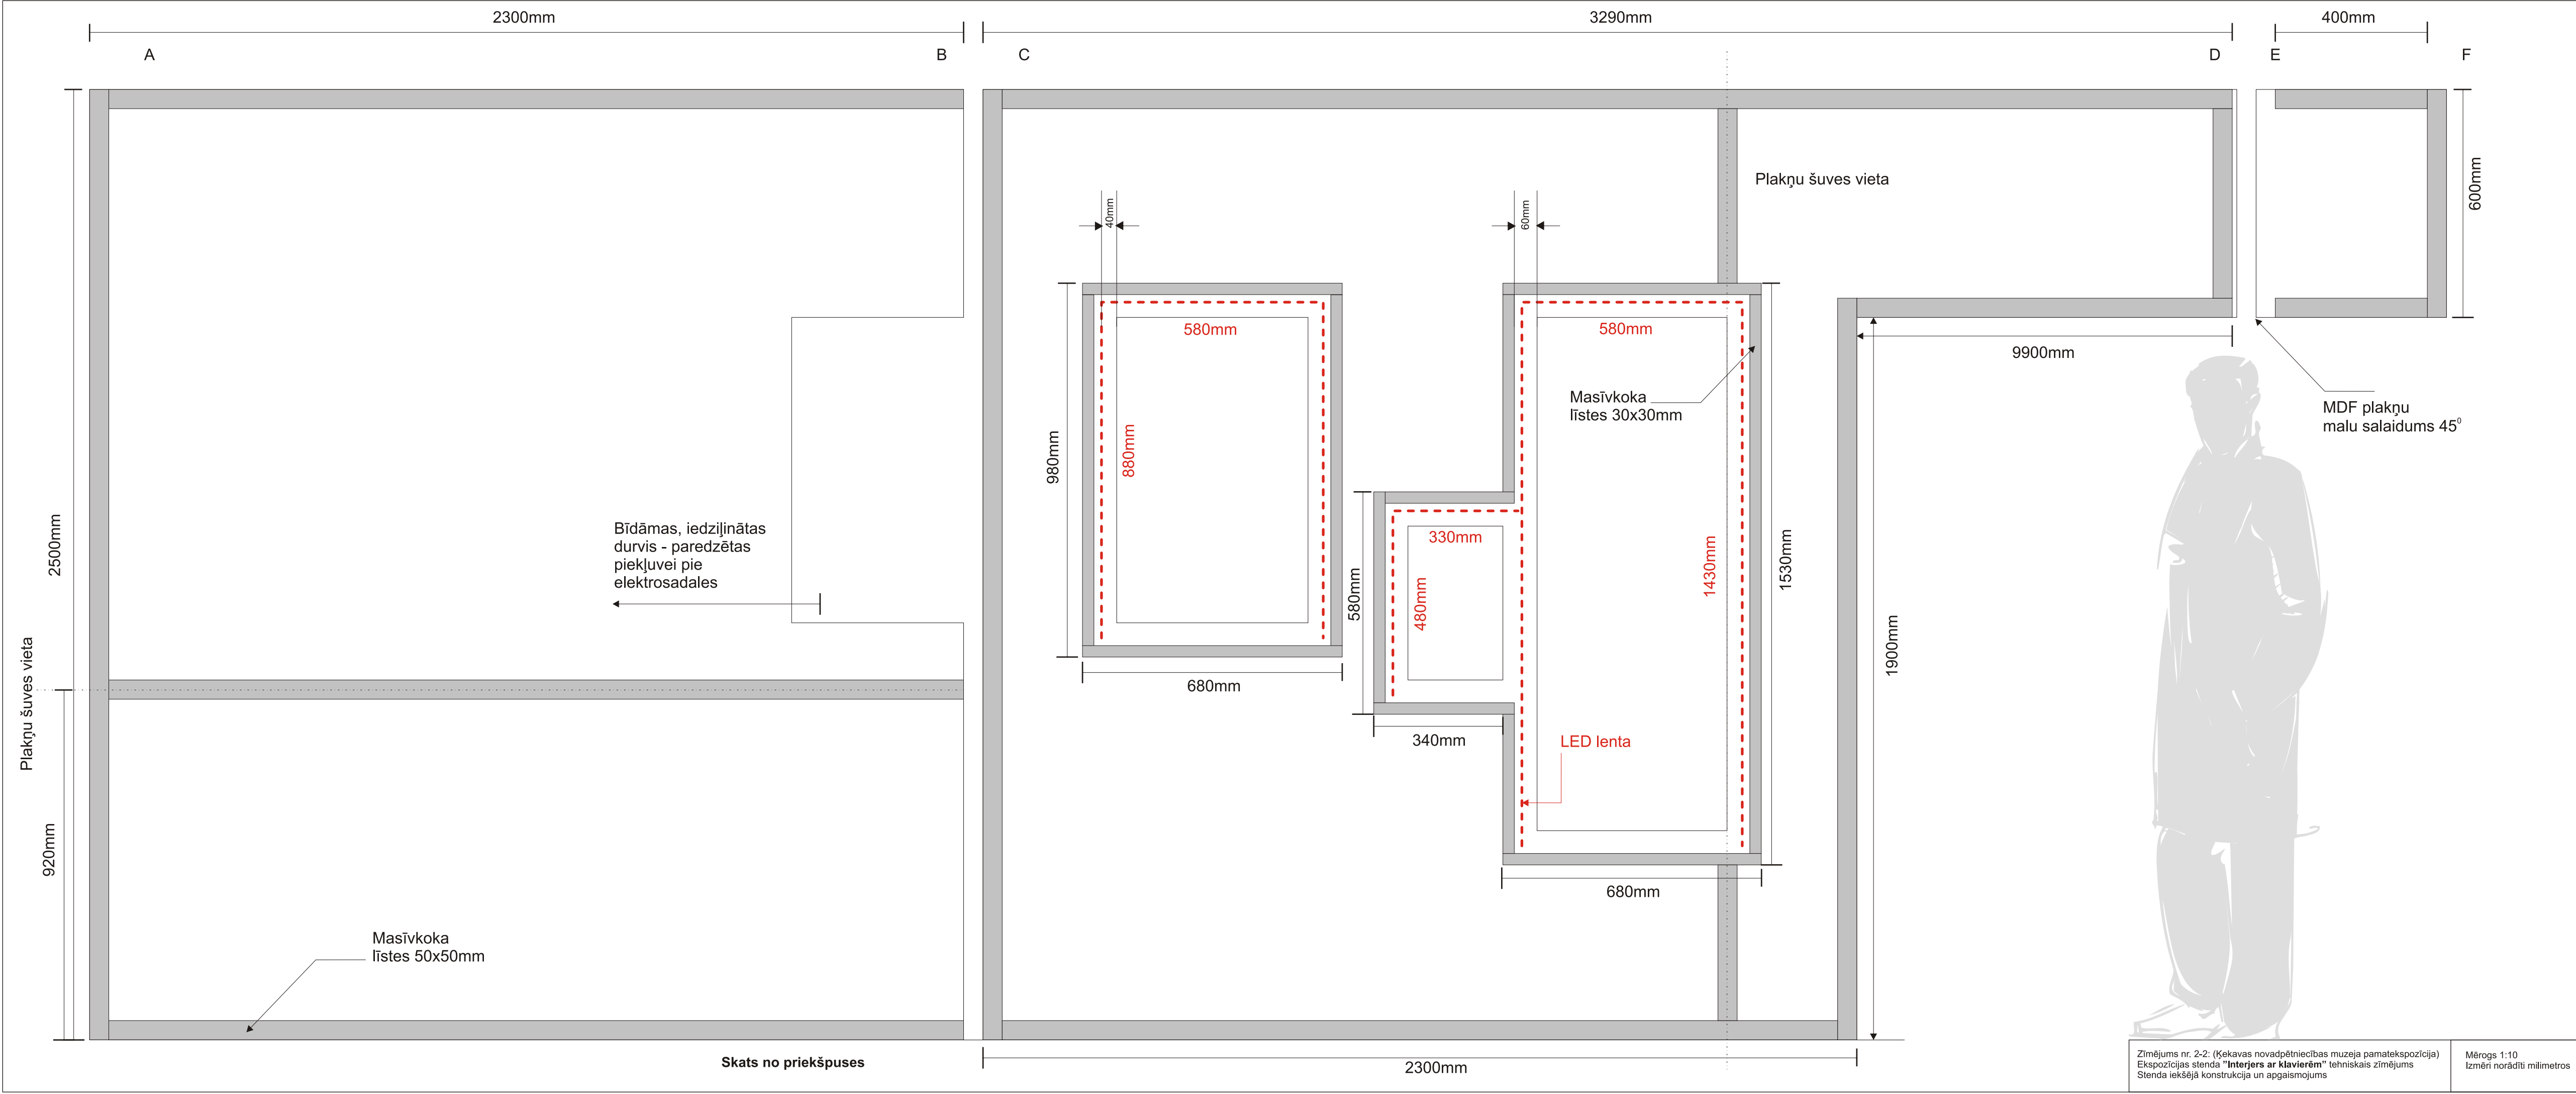 2300mm
3290mm
400mm
A
B
C
D
E
F
Plakņu šuves vieta
600mm
40mm
60mm
580mm
580mm
9900mm
Masīvkoka
līstes 30x30mm
MDF plakņu
malu salaidums 45⁰
980mm
880mm
2500mm
Bīdāmas, iedziļinātas
durvis - paredzētas
piekļuvei pie
elektrosadales
330mm
480mm
580mm
1430mm
1530mm
1900mm
Plakņu šuves vieta
680mm
340mm
LED lenta
920mm
680mm
Masīvkoka
līstes 50x50mm
Skats no priekšpuses
2300mm
Zīmējums nr. 2-2: (Ķekavas novadpētniecības muzeja pamatekspozīcija)
Ekspozīcijas stenda "Interjers ar klavierēm" tehniskais zīmējums
Stenda iekšējā konstrukcija un apgaismojums
Mērogs 1:10
Izmēri norādīti milimetros